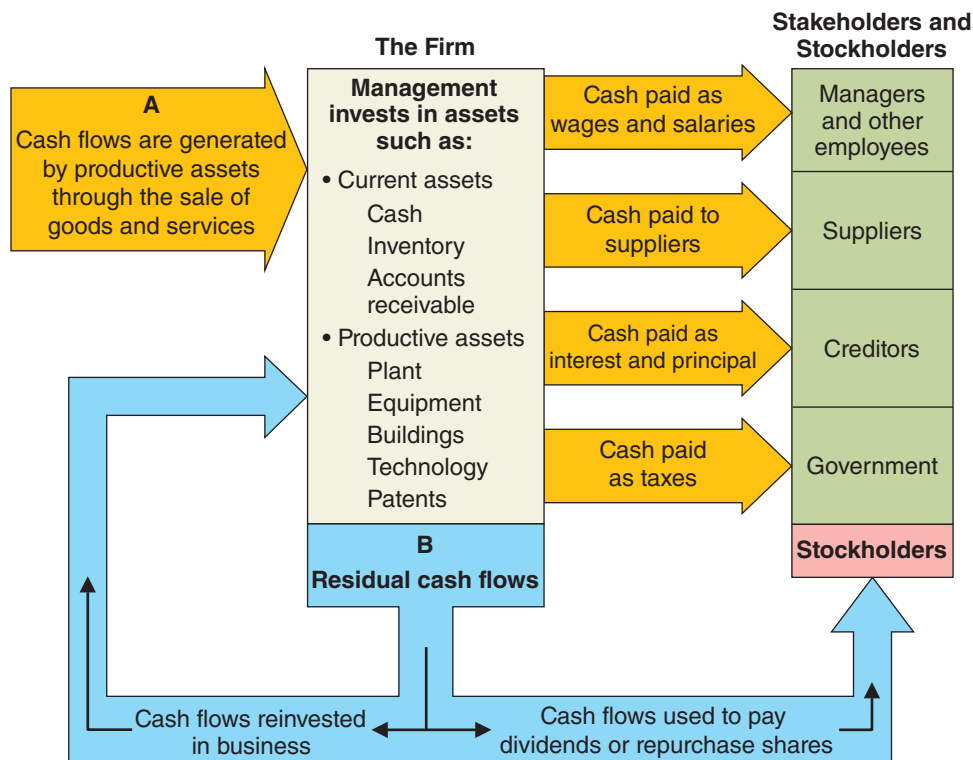 The Firm
Stakeholders and
Stockholders
A
Cash flows are generated
by productive assets
through the sale of
goods and services
Management
invests in assets
such as:
• Current assets
Cash
Inventory
Accounts
receivable
• Productive assets
Plant
Equipment
Buildings
Technology
Patents
B
Residual cash flows
Cash paid as
wages and salaries
Cash paid to
suppliers
Cash paid as
interest and principal
Cash paid
as taxes
Managers
and other
employees
Suppliers
Creditors
Government
Stockholders
Cash flows reinvested
in business
Cash flows used to pay
dividends or repurchase shares